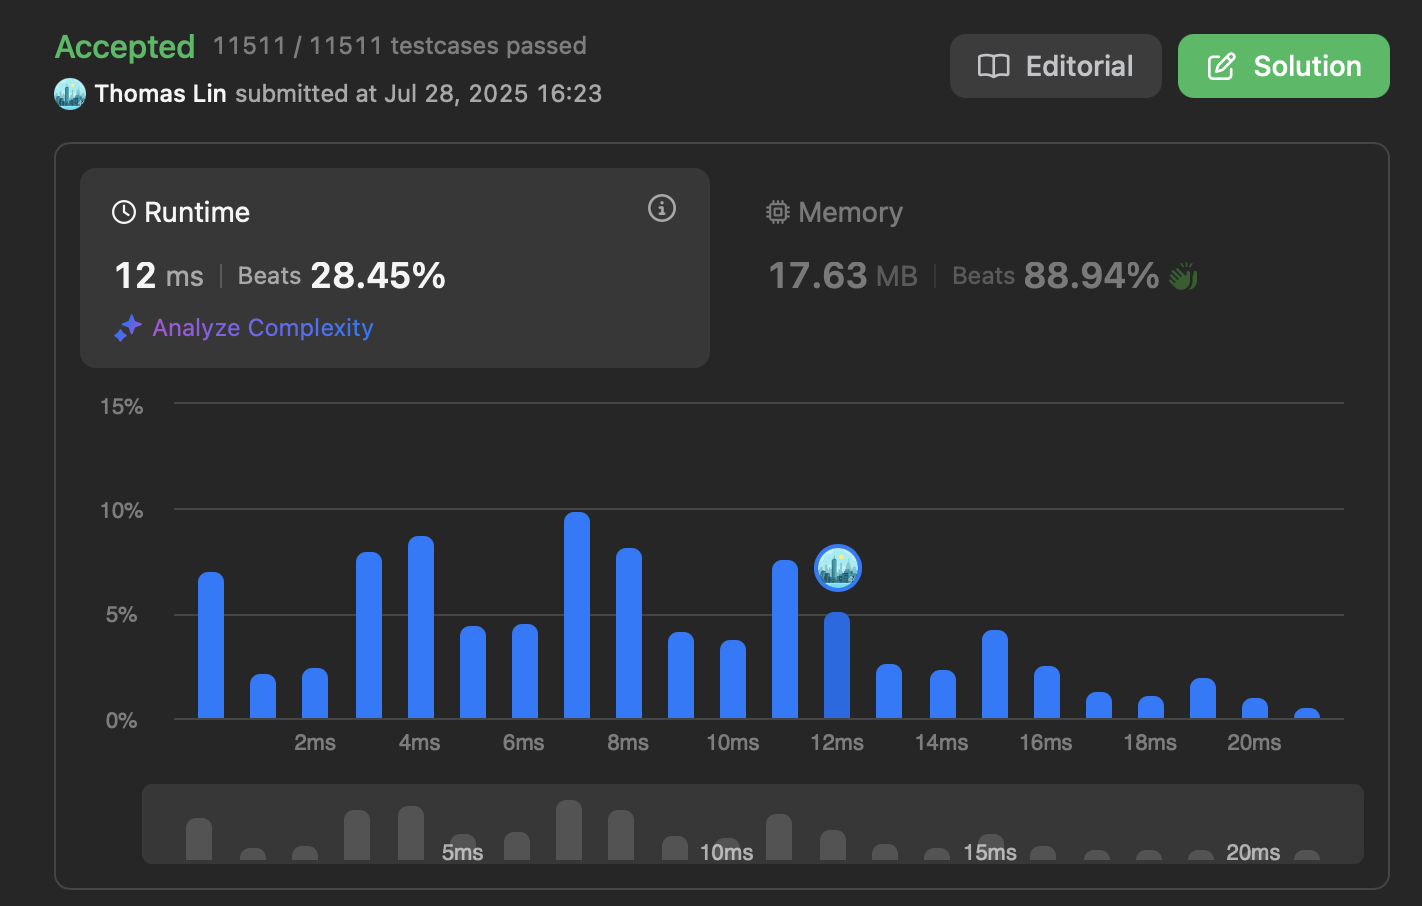 Accepted 11511 / 11511 testcases passed
Thomas Lin submitted at Jul 28, 2025 16:23
Editorial
Solution
Runtime
12 ms | Beats 28.45%
Analyze Complexity
Memory
17.63 MB | Beats 88.94%
15%
10%
5%
0%
2ms 4ms 6ms 8ms 10ms 12ms 14ms 16ms 18ms 20ms
5ms 10ms 15ms 20ms